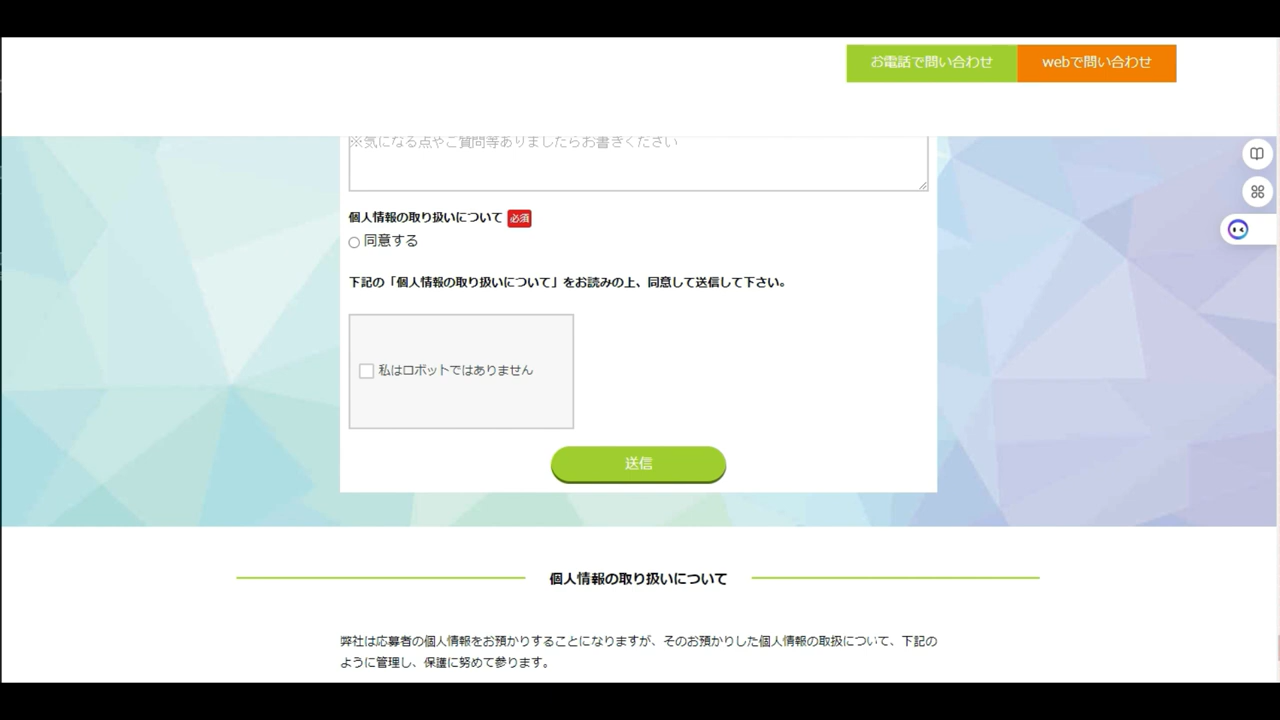 お電話で問い合わせ
webで問い合わせ
※気になる点やご質問等ありましたらお書きください
個人情報の取り扱いについて 必須
同意する
下記の「個人情報の取り扱いについて」をお読みの上、同意して送信して下さい。
私はロボットではありません
送信
個人情報の取り扱いについて
弊社は応募者の個人情報をお預かりすることになりますが、そのお預かりした個人情報の取扱について、下記の
ように管理し、保護に努めて参ります。